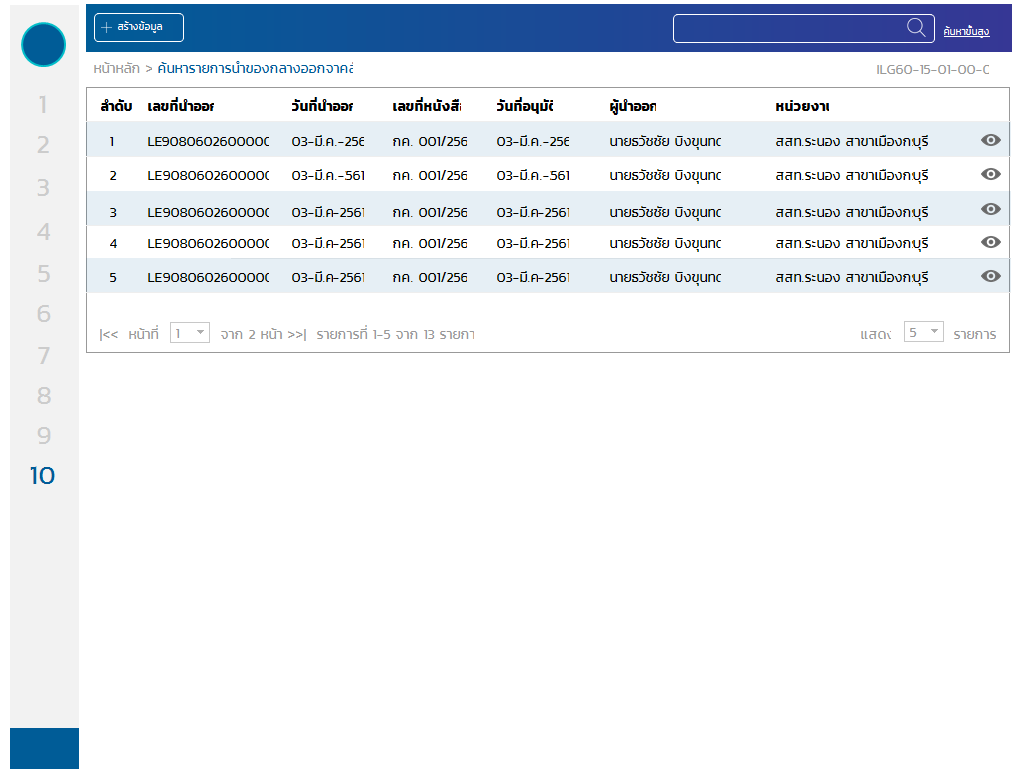 + สร้างข้อมูล
ค้นหาขั้นสูง
หน้าหลัก > ค้นหารายการนำของกลางออกจากคลั
ILG60-15-01-00-0
ลำดับ เลขที่นำออก วันที่นำออก เลขที่หนังสือ วันที่อนุมัติ ผู้นำออก หน่วยงาน
1 LE9080602600000 03-มี.ค.-256 กค. 001/256 03-มี.ค.-256 นายธวัชชัย บิงขุนทด สสท.ระนอง สาขาเมืองกบุรี
2 LE9080602600000 03-มี.ค.-561 กค. 001/256 03-มี.ค.-561 นายธวัชชัย บิงขุนทด สสท.ระนอง สาขาเมืองกบุรี
3 LE9080602600000 03-มี.ค-2561 กค. 001/256 03-มี.ค-2561 นายธวัชชัย บิงขุนทด สสท.ระนอง สาขาเมืองกบุรี
4 LE9080602600000 03-มี.ค-2561 กค. 001/256 03-มี.ค-2561 นายธวัชชัย บิงขุนทด สสท.ระนอง สาขาเมืองกบุรี
5 LE9080602600000 03-มี.ค-2561 กค. 001/256 03-มี.ค-2561 นายธวัชชัย บิงขุนทด สสท.ระนอง สาขาเมืองกบุรี
|<< หน้าที่ 1 จาก 2 หน้า >>| รายการที่ 1-5 จาก 13 รายกา แสดง 5 รายการ
1
2
3
4
5
6
7
8
9
10